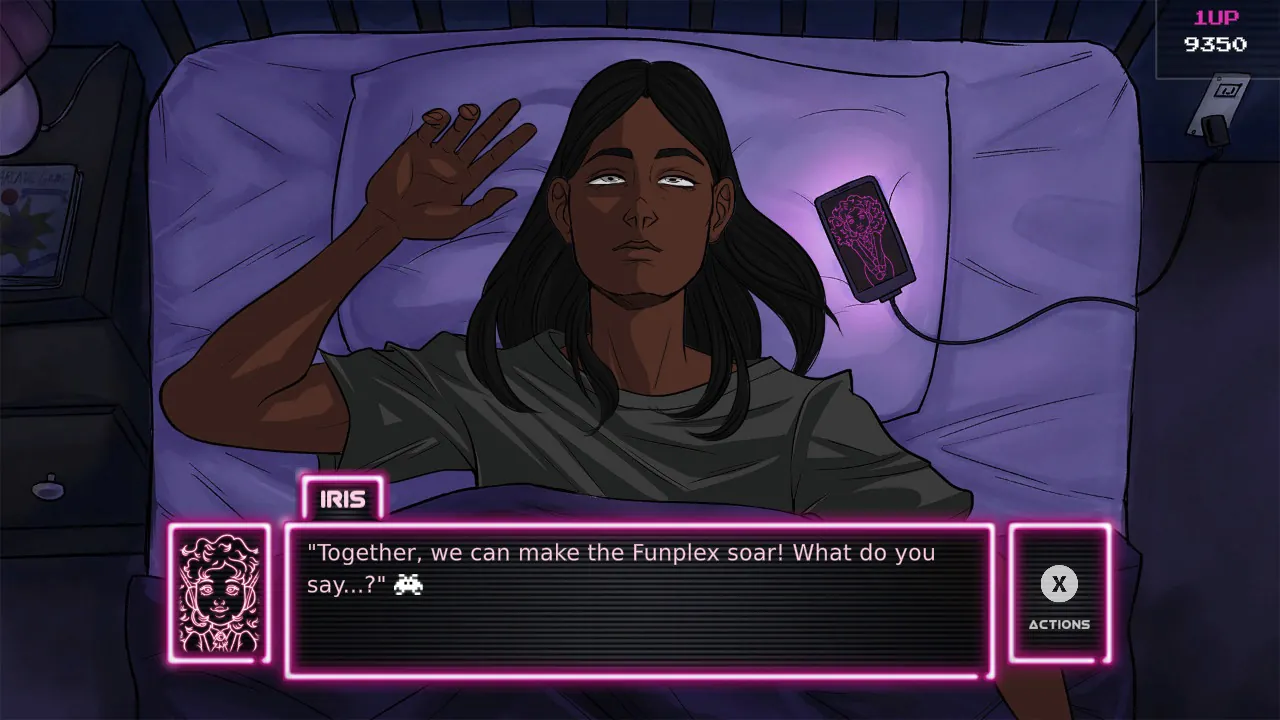 1UP
9350
IRIS
"Together, we can make the Funplex soar! What do you
say...?"
X
ACTIONS